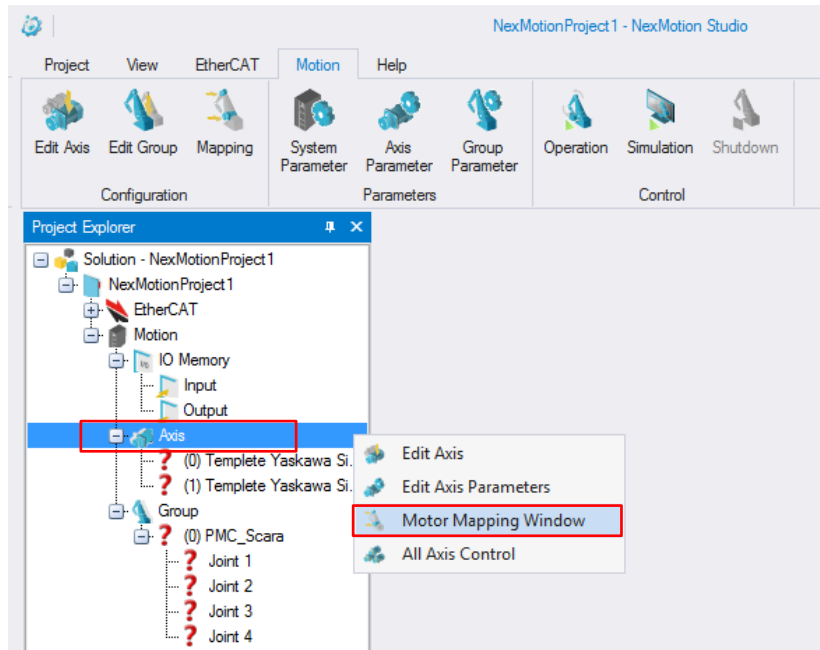 NexMotionProject1 - NexMotion Studio
Project View EtherCAT Motion Help
Edit Axis Edit Group Mapping System Parameter Axis Parameter Group Parameter Operation Simulation Shutdown
Configuration Parameters Control
Project Explorer
Solution - NexMotionProject1
NexMotionProject1
EtherCAT
Motion
IO Memory
Input
Output
Axis
(0) Templete Yaskawa Si.
(1) Templete Yaskawa Si.
Group
(0) PMC_Scara
Joint 1
Joint 2
Joint 3
Joint 4
Edit Axis
Edit Axis Parameters
Motor Mapping Window
All Axis Control